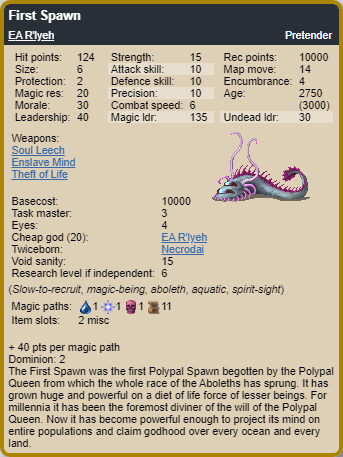 First Spawn
EA R'lyeh Pretender
Hit points: 124 Strength: 15 Rec points: 10000
Size: 6 Attack skill: 10 Map move: 14
Protection: 2 Defence skill: 10 Encumbrance: 4
Magic res: 20 Precision: 10 Age: 2750
Morale: 30 Combat speed: 6 (3000)
Leadership: 40 Magic ldr: 135 Undead ldr: 30
Weapons:
Soul Leech
Enslave Mind
Theft of Life
Basecost: 10000
Task master: 3
Eyes: 4
Cheap god (20): EA R'lyeh
Twiceborn: Necrodai
Void sanity: 15
Research level if independent: 6
(Slow-to-recruit, magic-being, aboleth, aquatic, spirit-sight)
Magic paths: 1 1 1 11
Item slots: 2 misc
+ 40 pts per magic path
Dominion: 2
The First Spawn was the first Polypal Spawn begotten by the Polypal
Queen from which the whole race of the Aboleths has sprung. It has
grown huge and powerful on a diet of life force of lesser beings. For
millennia it has been the foremost diviner of the will of the Polypal
Queen. Now it has become powerful enough to project its mind on
entire populations and claim godhood over every ocean and every
land.